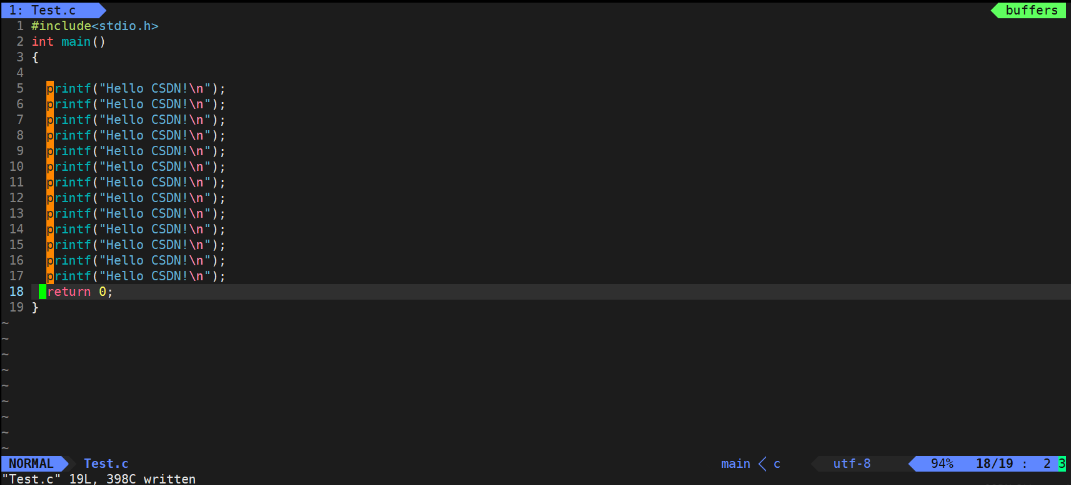 1: Test.c buffers
1 #include<stdio.h>
2 int main()
3 {
4
5 printf("Hello CSDN!\n");
6 printf("Hello CSDN!\n");
7 printf("Hello CSDN!\n");
8 printf("Hello CSDN!\n");
9 printf("Hello CSDN!\n");
10 printf("Hello CSDN!\n");
11 printf("Hello CSDN!\n");
12 printf("Hello CSDN!\n");
13 printf("Hello CSDN!\n");
14 printf("Hello CSDN!\n");
15 printf("Hello CSDN!\n");
16 printf("Hello CSDN!\n");
17 printf("Hello CSDN!\n");
18 return 0;
19 }
~
~
~
~
~
~
~
~
~
NORMAL Test.c main < c utf-8 94% 18/19 : 2 3
"Test.c" 19L, 398C written